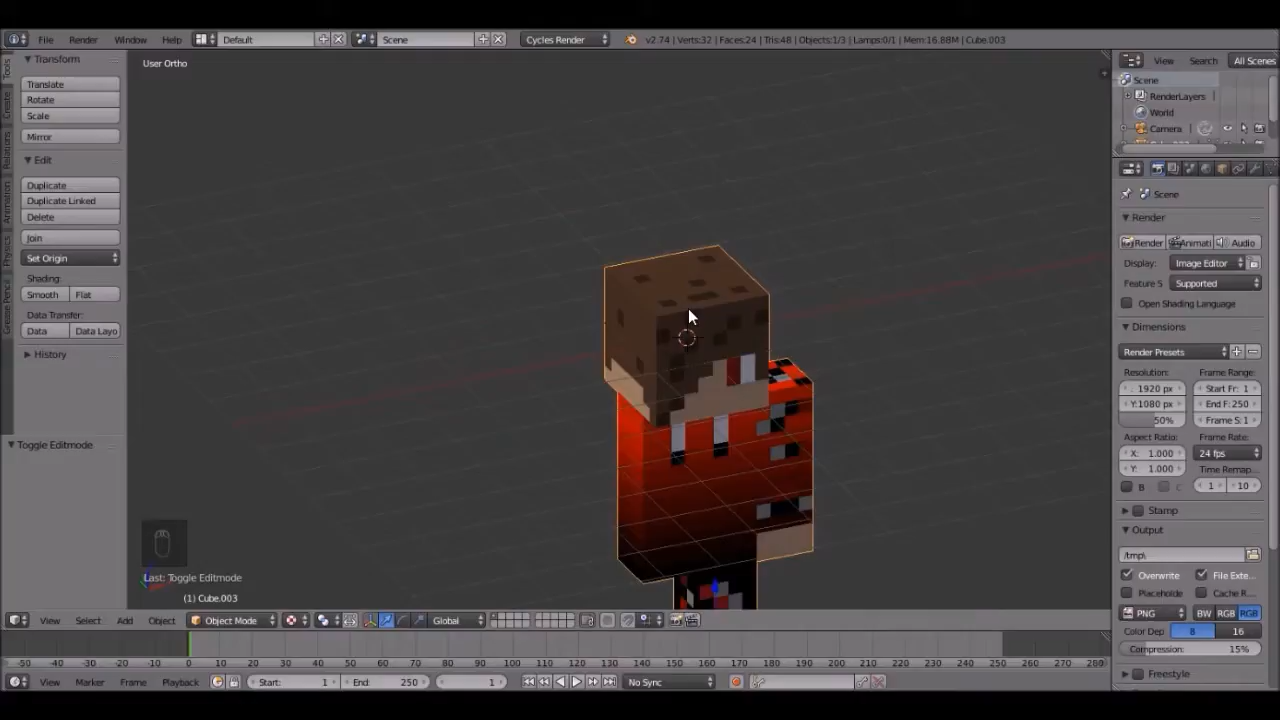 File Render Window Help Default Scene Cycles Render v2.74 | Verts:32 | Faces:24 | Tris:48 | Objects:1/3 | Lamps:0/1 | Mem:16.88M | Cube.003
Transform
Translate
Rotate
Scale
Mirror
Edit
Duplicate
Duplicate Linked
Delete
Join
Set Origin
Shading:
Smooth Flat
Data Transfer:
Data Data Layo
History
Toggle Editmode
Tools
Create
Relations
Animation
Physics
Grease Pencil
User Ortho
Last: Toggle Editmode
(1) Cube.003
View Select Add Object Object Mode Global
View Search All Scenes
Scene
RenderLayers
World
Camera
Scene
Render
Render Animati Audio
Display: Image Editor
Feature S Supported
Open Shading Language
Dimensions
Render Presets
Resolution: Frame Range:
: 1920 px Start Fr: 1
Y:1080 px End F:250
50% Frame S:1
Aspect Ratio: Frame Rate:
X: 1.000 24 fps
Y: 1.000 Time Remap...
B C 1 10
Stamp
Output
/tmp\
Overwrite File Exte...
Placeholde Cache R...
PNG BW RGB RGB
Color Dep 8 16
Compression: 15%
Freestyle
-50 -40 -30 -20 -10 0 10 20 30 40 50 60 70 80 90 100 110 120 130 140 150 160 170 180 190 200 210 220 230 240 250 260 270 280
View Marker Frame Playback Start: 1 End: 250 1 No Sync